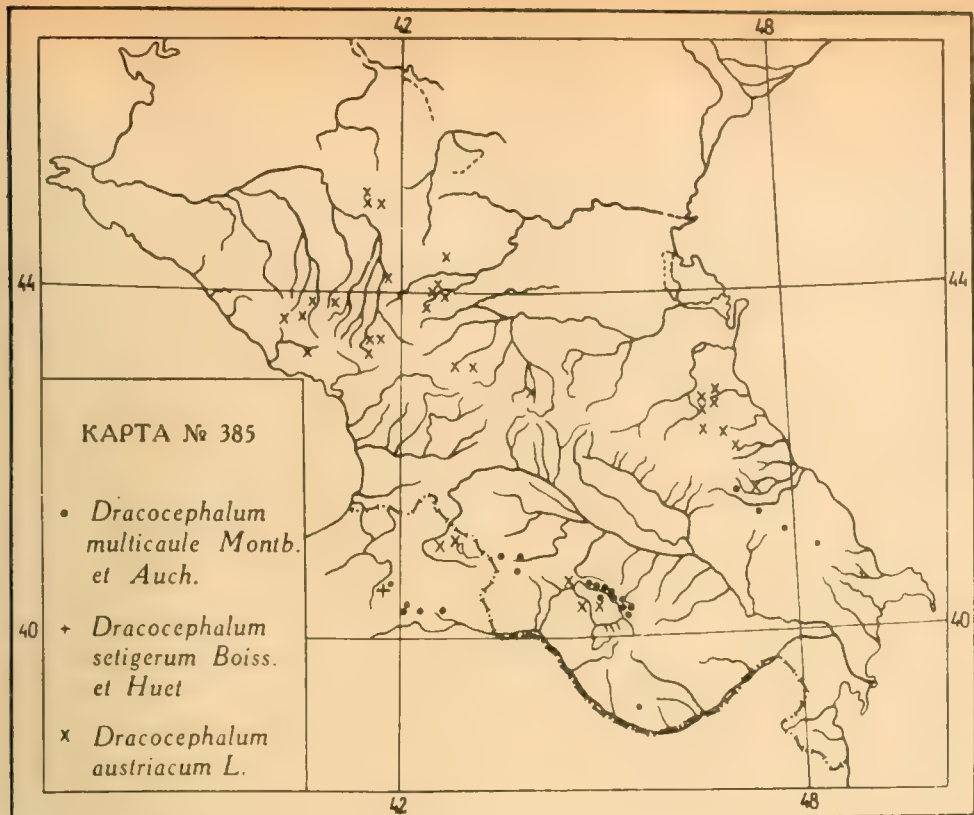 42 48
44 44
КАРТА № 385
• Dracocephalum
multicaule Montb.
et Auch.
+ Dracocephalum
setigerum Boiss.
et Huet
x Dracocephalum
austriacum L.
40 40
42 48